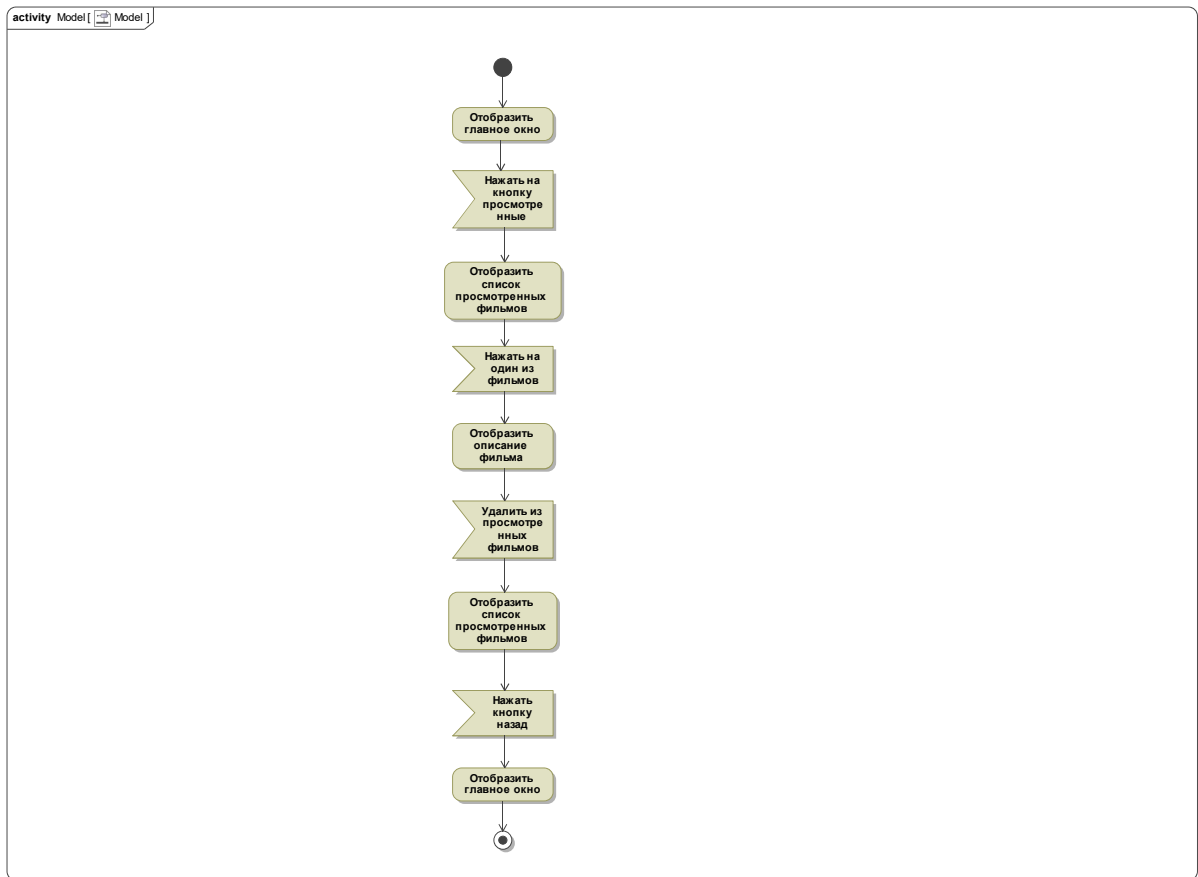 activity Model [ Model ]
Отобразить
главное окно
Нажать на
кнопку
просмотре
нные
Отобразить
список
просмотренных
фильмов
Нажать на
один из
фильмов
Отобразить
описание
фильма
Удалить из
просмотре
нных
фильмов
Отобразить
список
просмотренных
фильмов
Нажать
кнопку
назад
Отобразить
главное окно